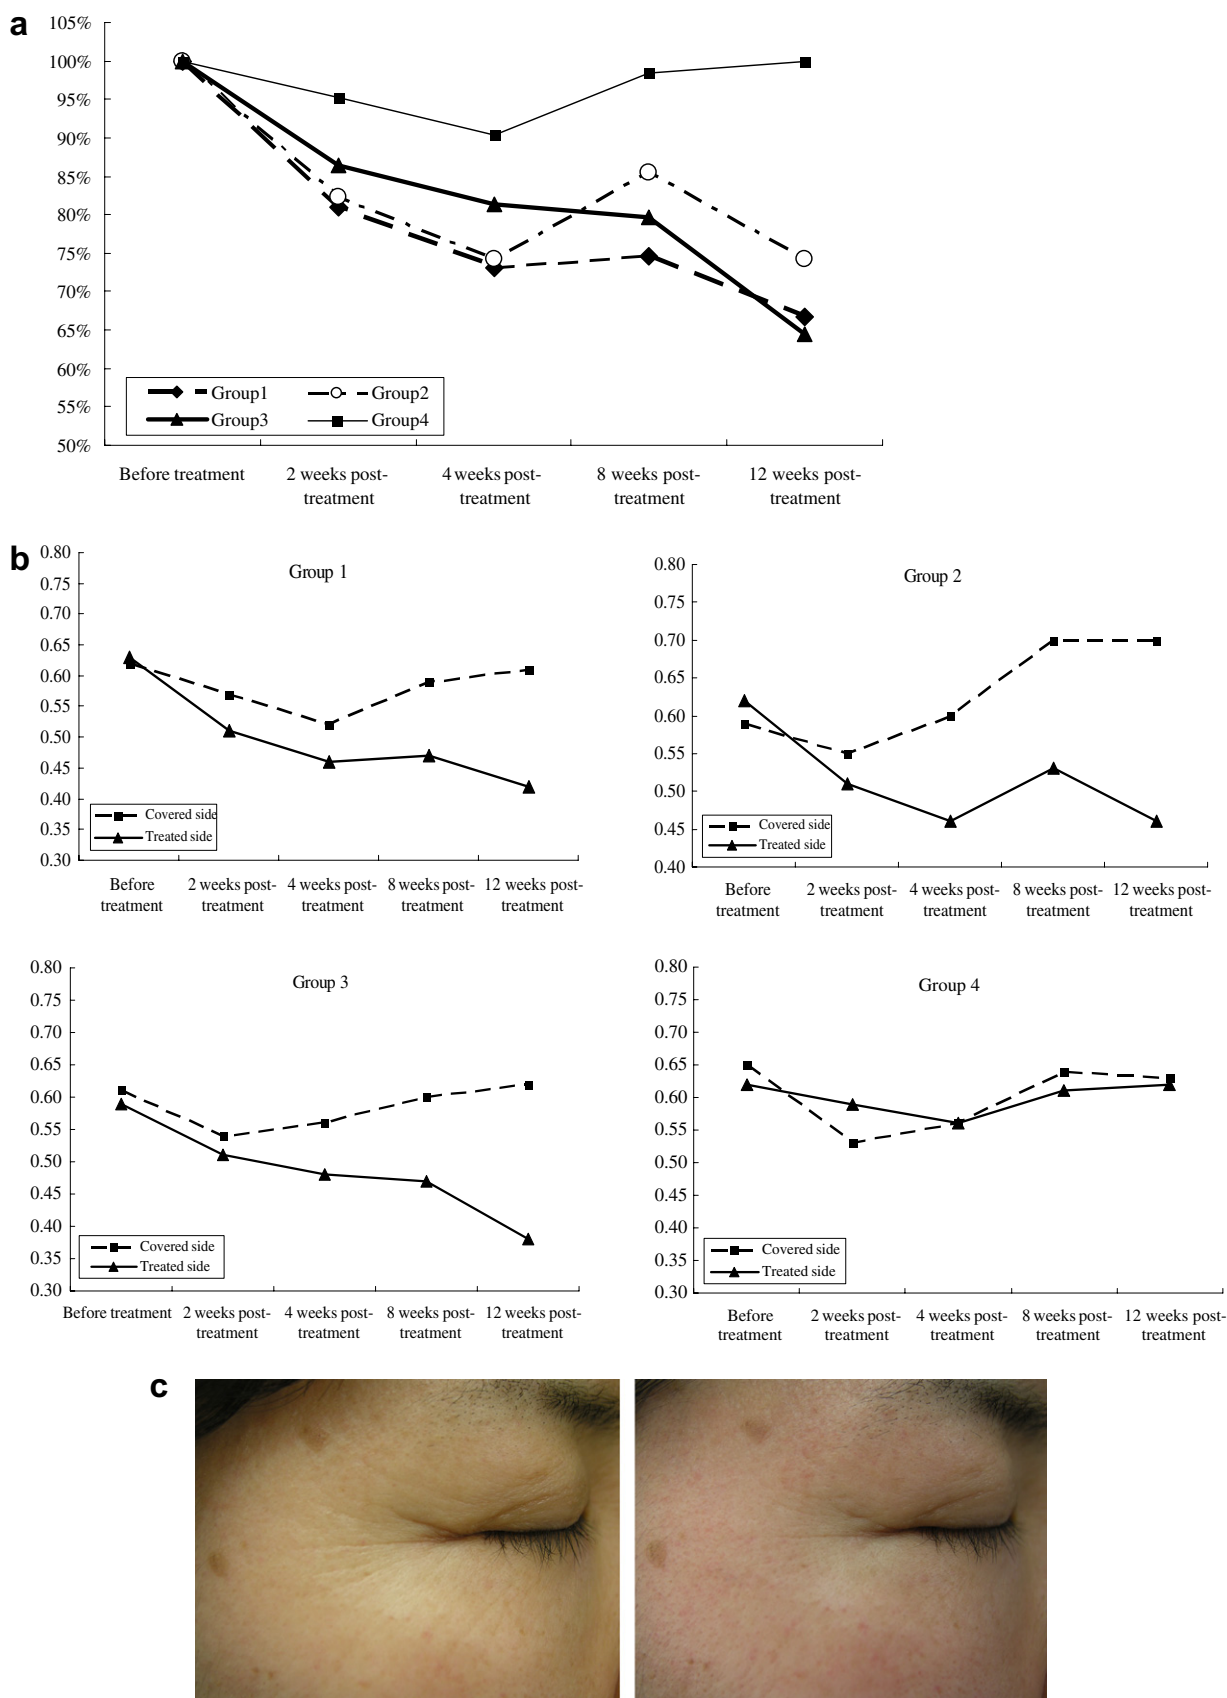 a
105%
100%
95%
90%
85%
80%
75%
70%
65%
60%
55%
50%
Group1
Group2
Group3
Group4
Before treatment
2 weeks post-
treatment
4 weeks post-
treatment
8 weeks post-
treatment
12 weeks post-
treatment
b
Group 1
0.80
0.75
0.70
0.65
0.60
0.55
0.50
0.45
0.40
0.35
0.30
Covered side
Treated side
Before
treatment
2 weeks post-
treatment
4 weeks post-
treatment
8 weeks post-
treatment
12 weeks post-
treatment
Group 2
0.80
0.75
0.70
0.65
0.60
0.55
0.50
0.45
0.40
Covered side
Treated side
Before
treatment
2 weeks post-
treatment
4 weeks post-
treatment
8 weeks post-
treatment
12 weeks post-
treatment
Group 3
0.80
0.75
0.70
0.65
0.60
0.55
0.50
0.45
0.40
0.35
0.30
Covered side
Treated side
Before treatment
2 weeks post-
treatment
4 weeks post-
treatment
8 weeks post-
treatment
12 weeks post-
treatment
Group 4
0.80
0.75
0.70
0.65
0.60
0.55
0.50
0.45
0.40
0.35
0.30
Covered side
Treated side
Before
treatment
2 weeks post-
treatment
4 weeks post-
treatment
8 weeks post-
treatment
12 weeks post-
treatment
c